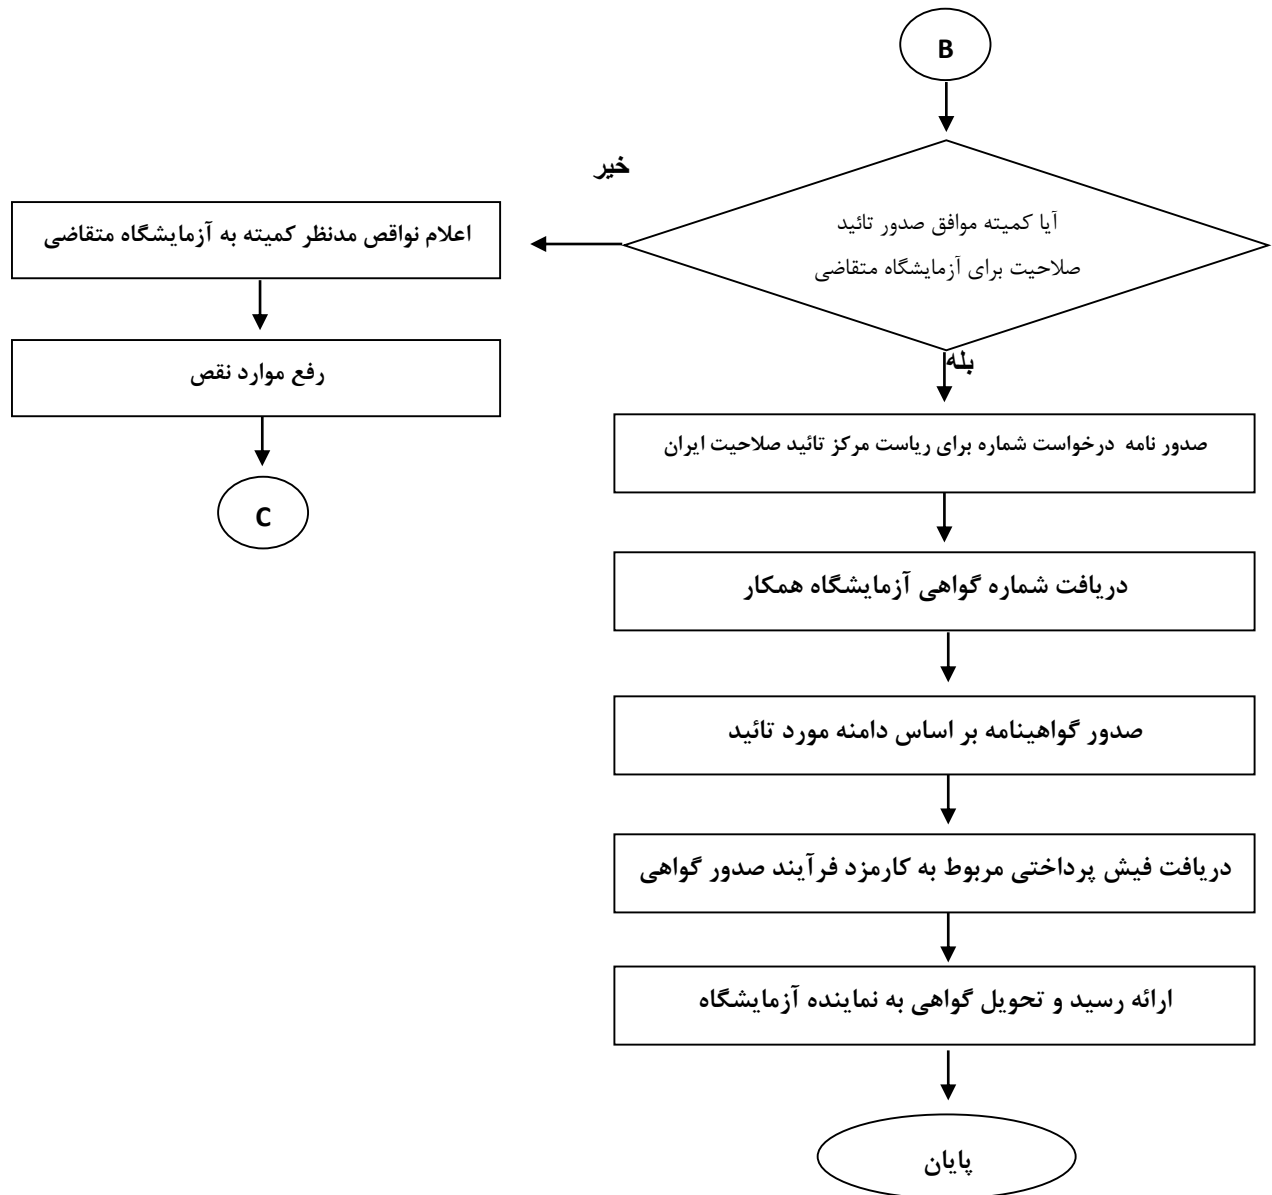 B
خیر
آیا کمیته موافق صدور تائید
صلاحیت برای آزمایشگاه متقاضی
اعلام نواقص مدنظر کمیته به آزمایشگاه متقاضی
رفع موارد نقص
C
بله
صدور نامه درخواست شماره برای ریاست مرکز تائید صلاحیت ایران
دریافت شماره گواهی آزمایشگاه همکار
صدور گواهینامه بر اساس دامنه مورد تائید
دریافت فیش پرداختی مربوط به کارمزد فرآیند صدور گواهی
ارائه رسید و تحویل گواهی به نماینده آزمایشگاه
پایان